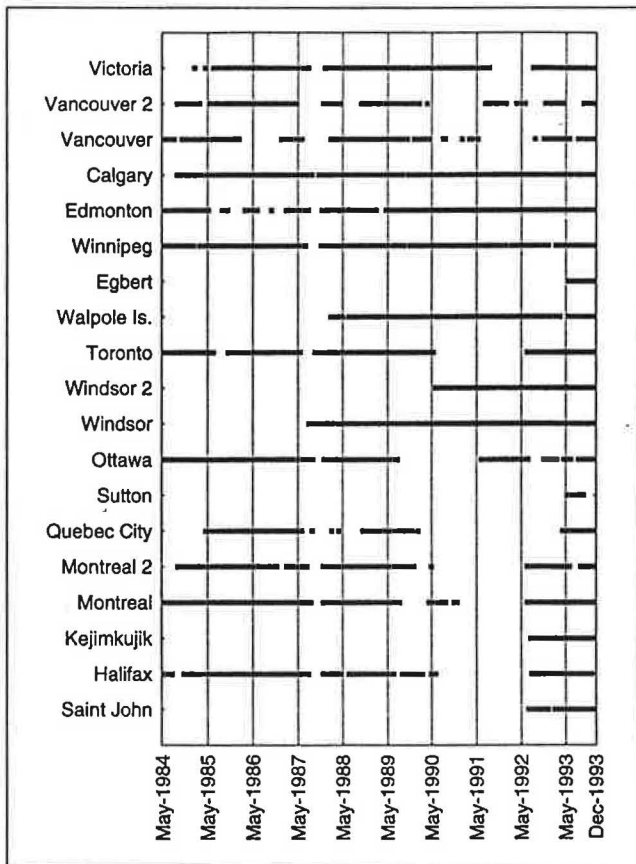 Victoria
Vancouver 2
Vancouver
Calgary
Edmonton
Winnipeg
Egbert
Walpole Is.
Toronto
Windsor 2
Windsor
Ottawa
Sutton
Quebec City
Montreal 2
Montreal
Kejimkujik
Halifax
Saint John
May-1984
May-1985
May-1986
May-1987
May-1988
May-1989
May-1990
May-1991
May-1992
May-1993
Dec-1993